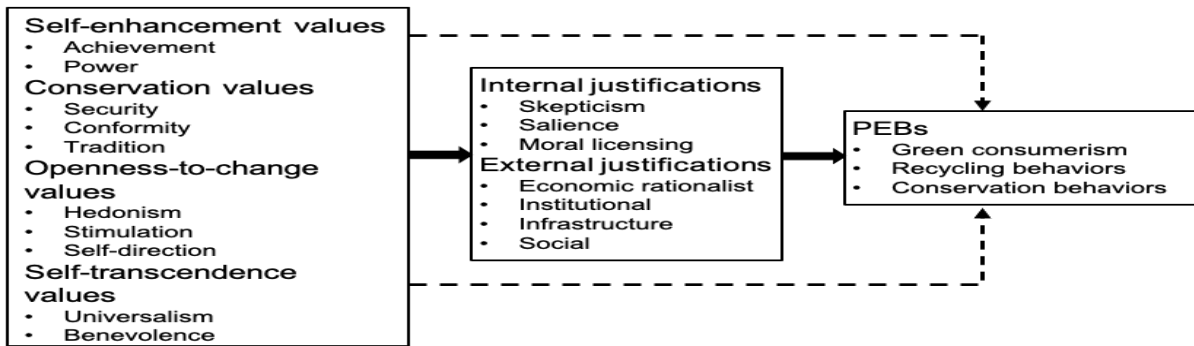 Self-enhancement values
• Achievement
• Power
Conservation values
• Security
• Conformity
• Tradition
Openness-to-change
values
• Hedonism
• Stimulation
• Self-direction
Self-transcendence
values
• Universalism
• Benevolence
Internal justifications
• Skepticism
• Salience
• Moral licensing
External justifications
• Economic rationalist
• Institutional
• Infrastructure
• Social
PEBs
• Green consumerism
• Recycling behaviors
• Conservation behaviors